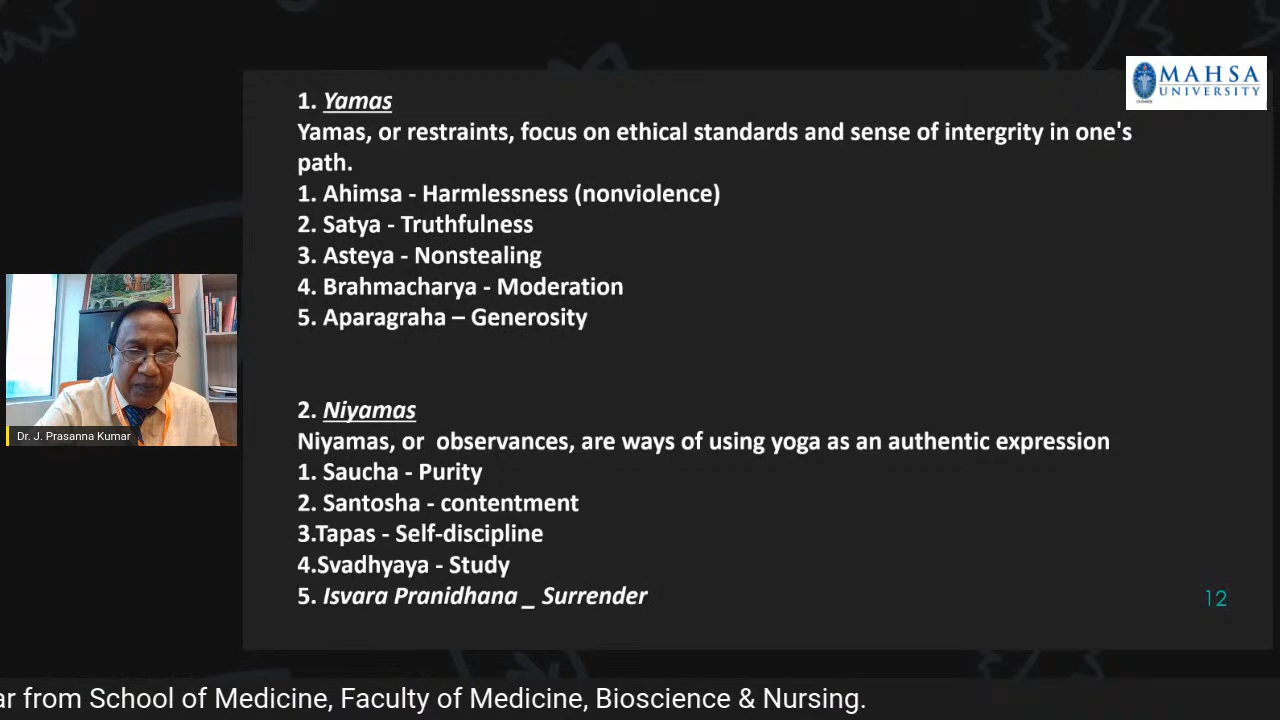 MAHSA
UNIVERSITY
1. Yamas
Yamas, or restraints, focus on ethical standards and sense of intergrity in one's
path.
1. Ahimsa - Harmlessness (nonviolence)
2. Satya - Truthfulness
3. Asteya - Nonstealing
4. Brahmacharya - Moderation
5. Aparagraha – Generosity
2. Niyamas
Niyamas, or  observances, are ways of using yoga as an authentic expression
1. Saucha - Purity
2. Santosha - contentment
3.Tapas - Self-discipline
4.Svadhyaya - Study
5. Isvara Pranidhana _ Surrender
12
Dr. J. Prasanna Kumar
ar from School of Medicine, Faculty of Medicine, Bioscience & Nursing.